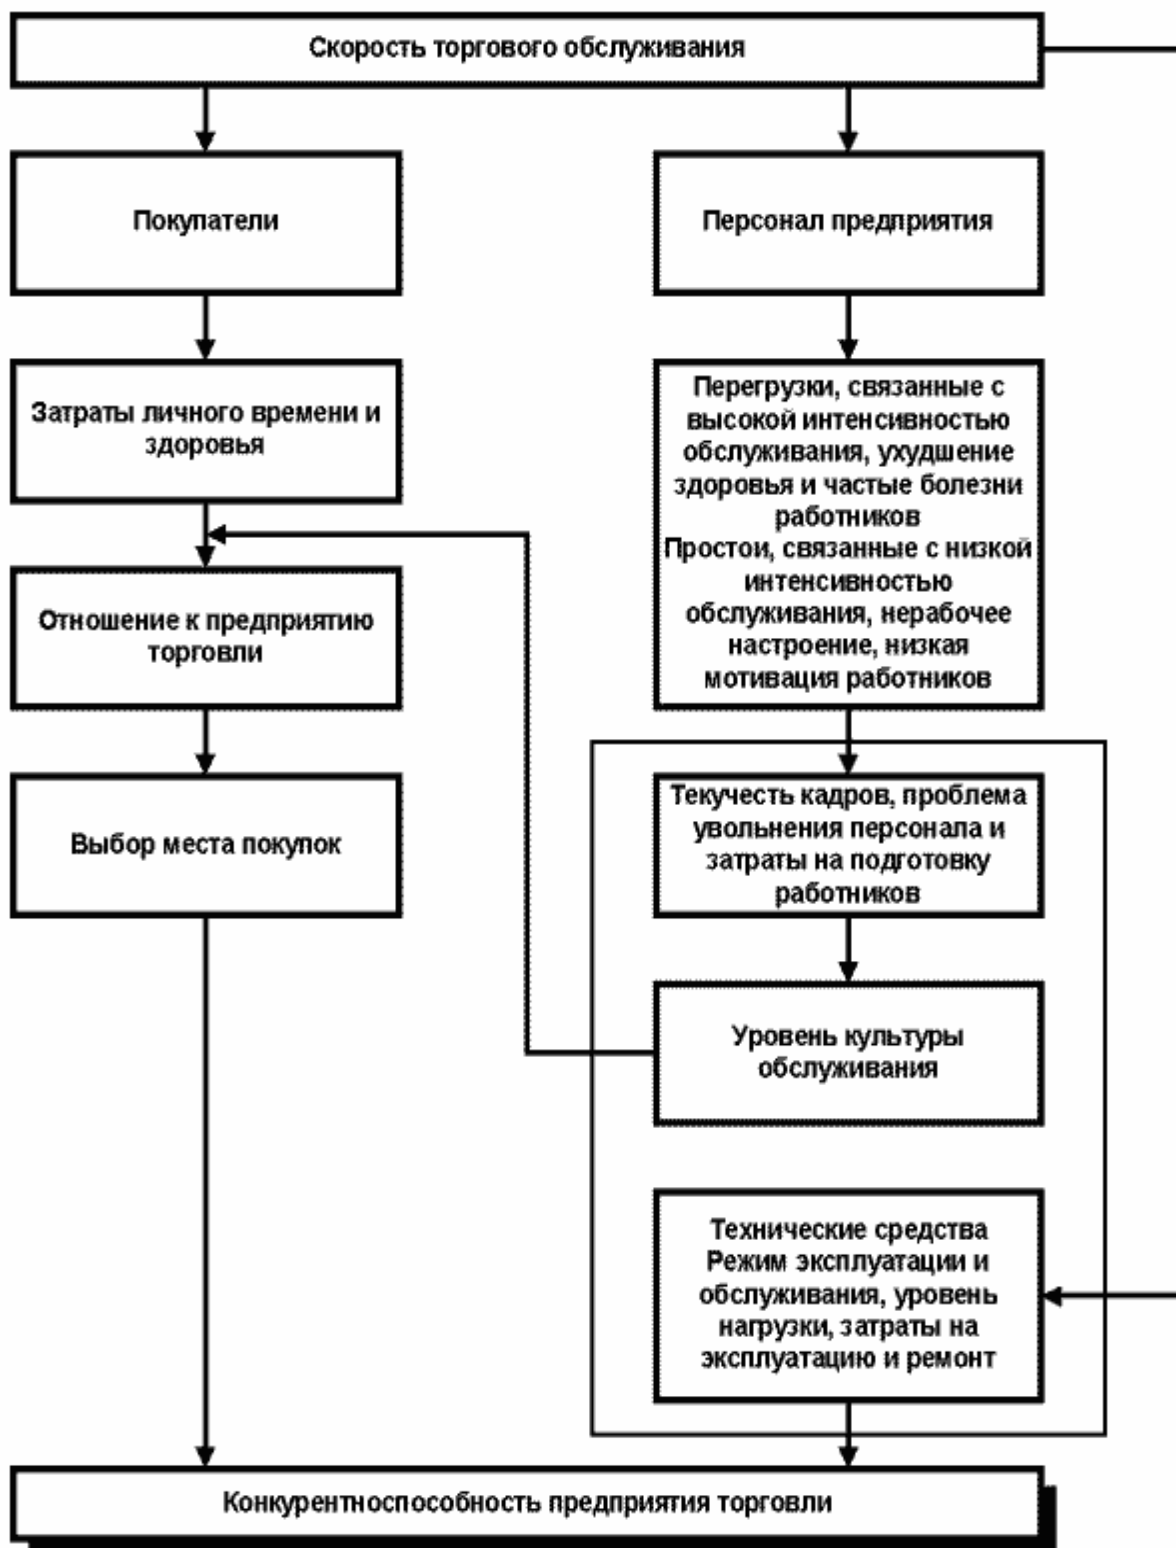 Скорость торгового обслуживания
Покупатели
Персонал предприятия
Затраты личного времени и
здоровья
Перегрузки, связанные с
высокой интенсивностью
обслуживания, ухудшение
здоровья и частые болезни
работников
Простои, связанные с низкой
интенсивностью
обслуживания, нерабочее
настроение, низкая
мотивация работников
Отношение к предприятию
торговли
Выбор места покупок
Текучесть кадров, проблема
увольнения персонала и
затраты на подготовку
работников
Уровень культуры
обслуживания
Технические средства
Режим эксплуатации и
обслуживания, уровень
нагрузки, затраты на
эксплуатацию и ремонт
Конкурентноспособность предприятия торговли